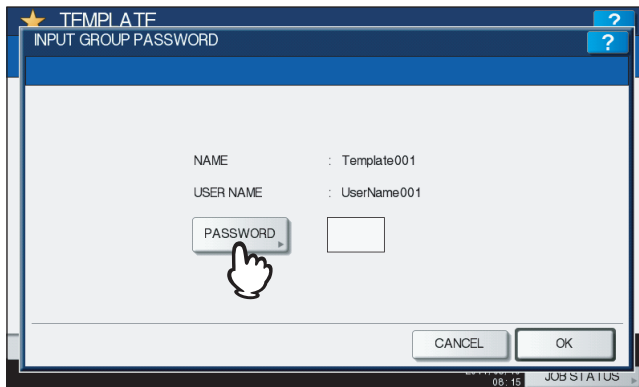 TEMPLATE
?
INPUT GROUP PASSWORD
?
NAME : Template001
USER NAME : UserName001
PASSWORD
CANCEL
OK
08:15
JOB STATUS